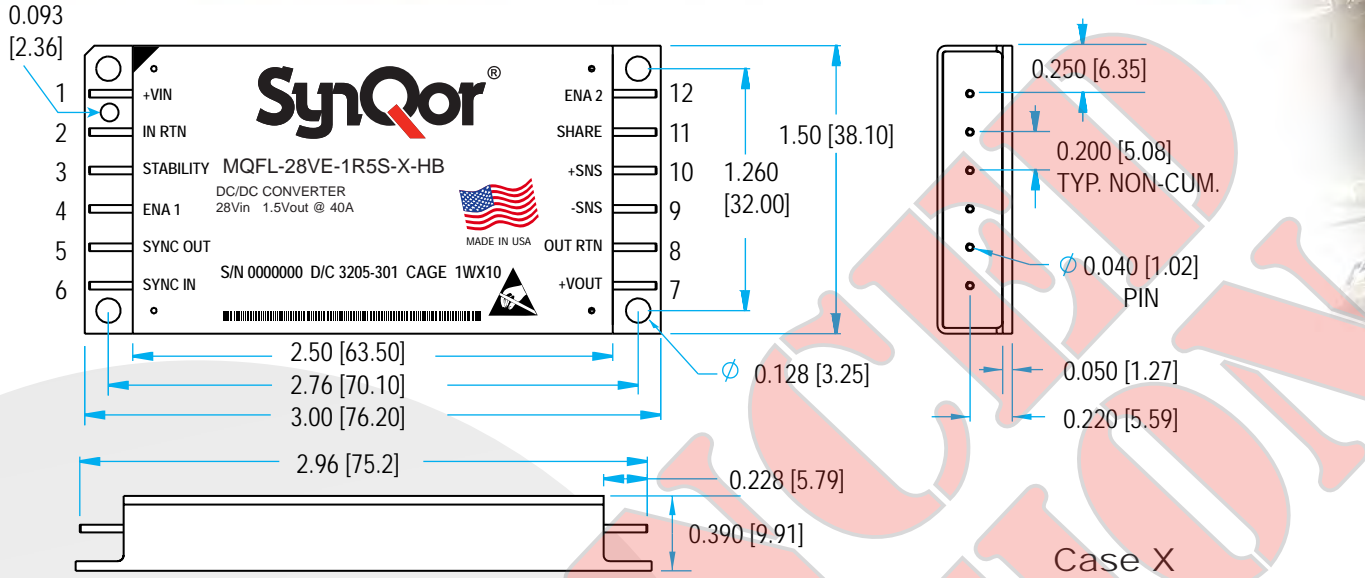 0.093
[2.36]
SynQor®
1 +VIN
ENA 2 12
2 IN RTN
SHARE 11
3 STABILITY
MQFL-28VE-1R5S-X-HB
+SNS 10
DC/DC CONVERTER
28Vin 1.5Vout @ 40A
4 ENA 1
-SNS 9
MADE IN USA
5 SYNC OUT
OUT RTN 8
S/N 0000000 D/C 3205-301 CAGE 1WX10
6 SYNC IN
+VOUT 7
1.50 [38.10]
1.260
[32.00]
2.50 [63.50]
2.76 [70.10]
3.00 [76.20]
Ø 0.128 [3.25]
0.250 [6.35]
0.200 [5.08]
TYP. NON-CUM.
Ø 0.040 [1.02]
PIN
0.050 [1.27]
0.220 [5.59]
2.96 [75.2]
0.228 [5.79]
0.390 [9.91]
Case X